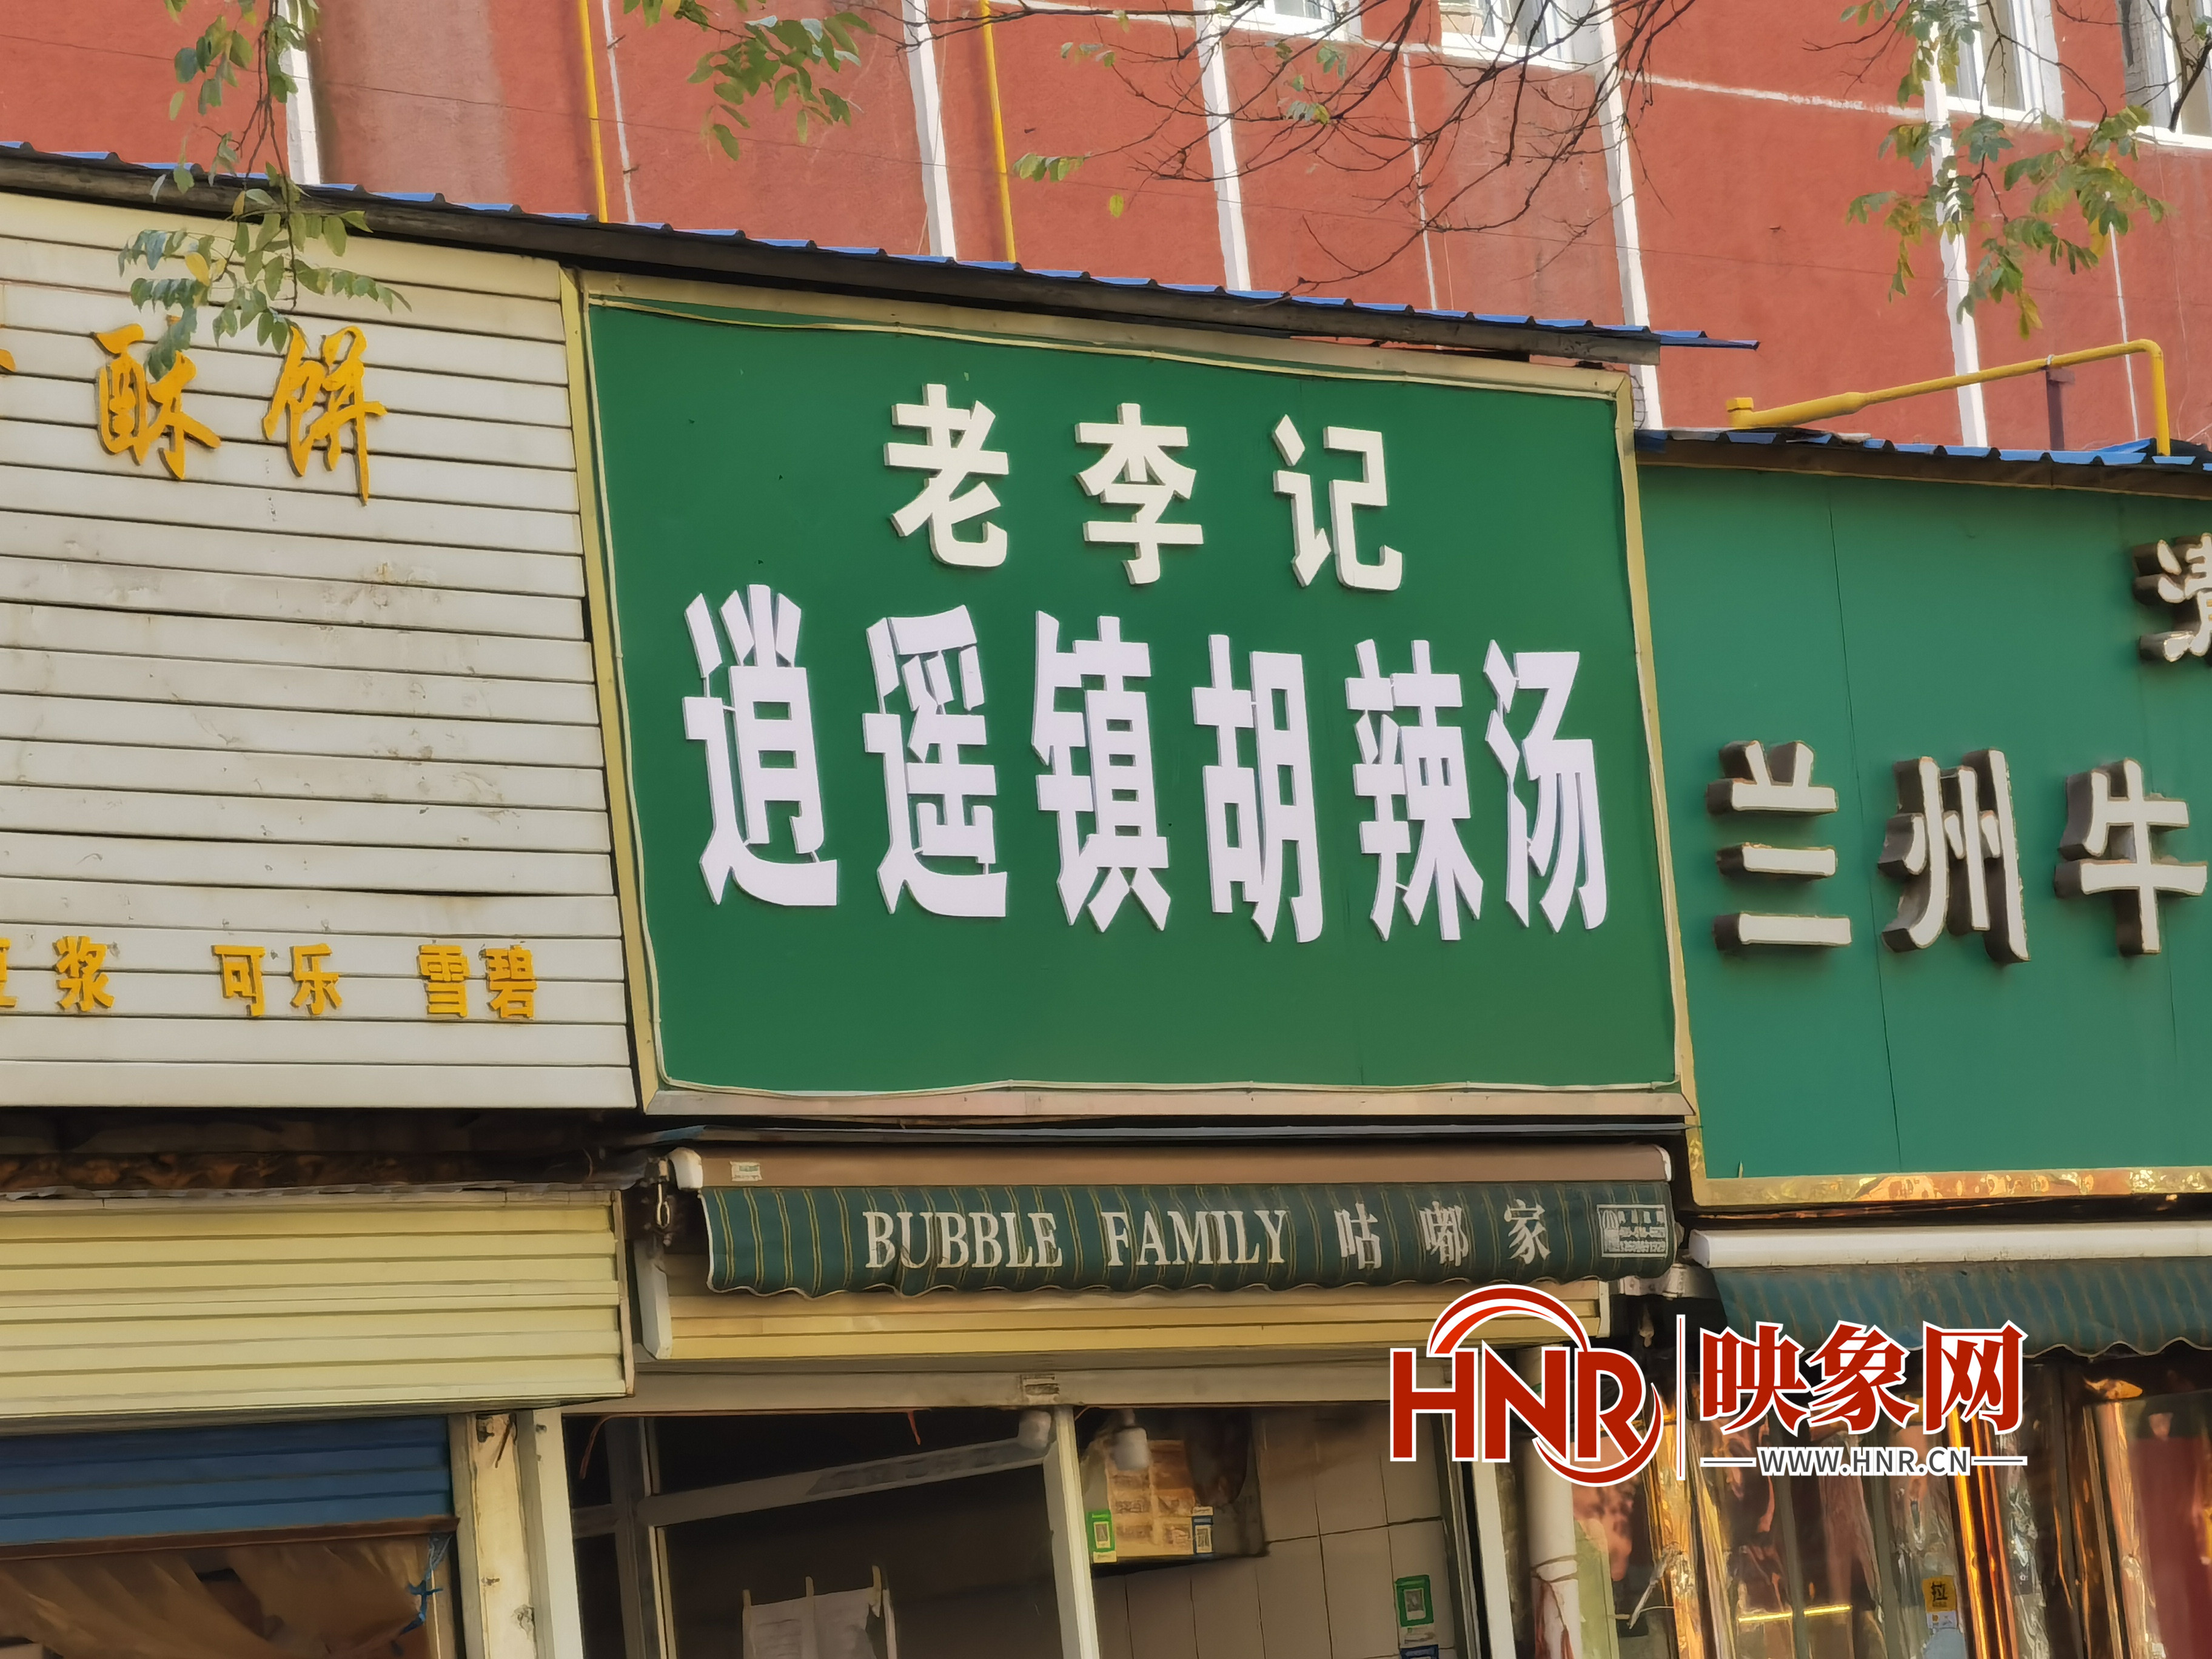 酥饼
浆 可乐 雪碧
老李记
逍遥镇胡辣汤
清
兰州牛
BUBBLE FAMILY 咕嘟家
HNR 映象网
WWW.HNR.CN
拉